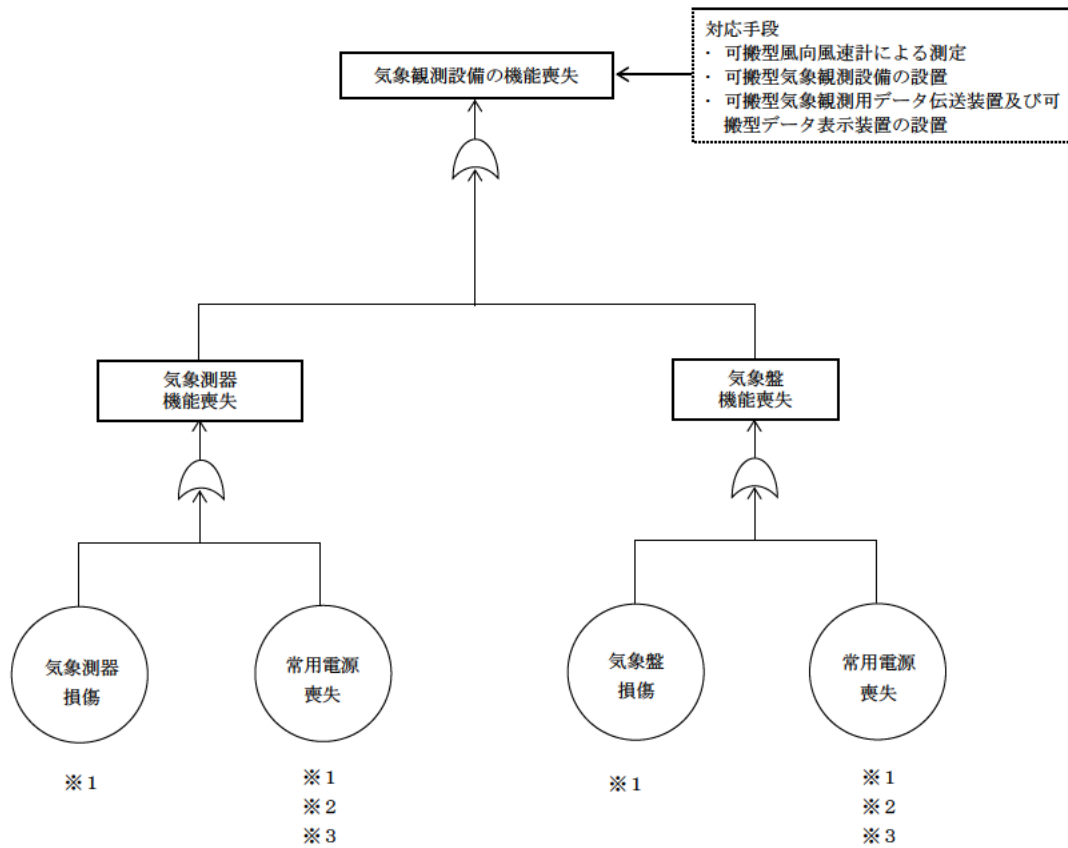 対応手段
・ 可搬型風向風速計による測定
・ 可搬型気象観測設備の設置
・ 可搬型気象観測用データ伝送装置及び可
搬型データ表示装置の設置
気象観測設備の機能喪失
気象測器
機能喪失
気象盤
機能喪失
気象測器
損傷
常用電源
喪失
気象盤
損傷
常用電源
喪失
※1
※1
※2
※3
※1
※1
※2
※3